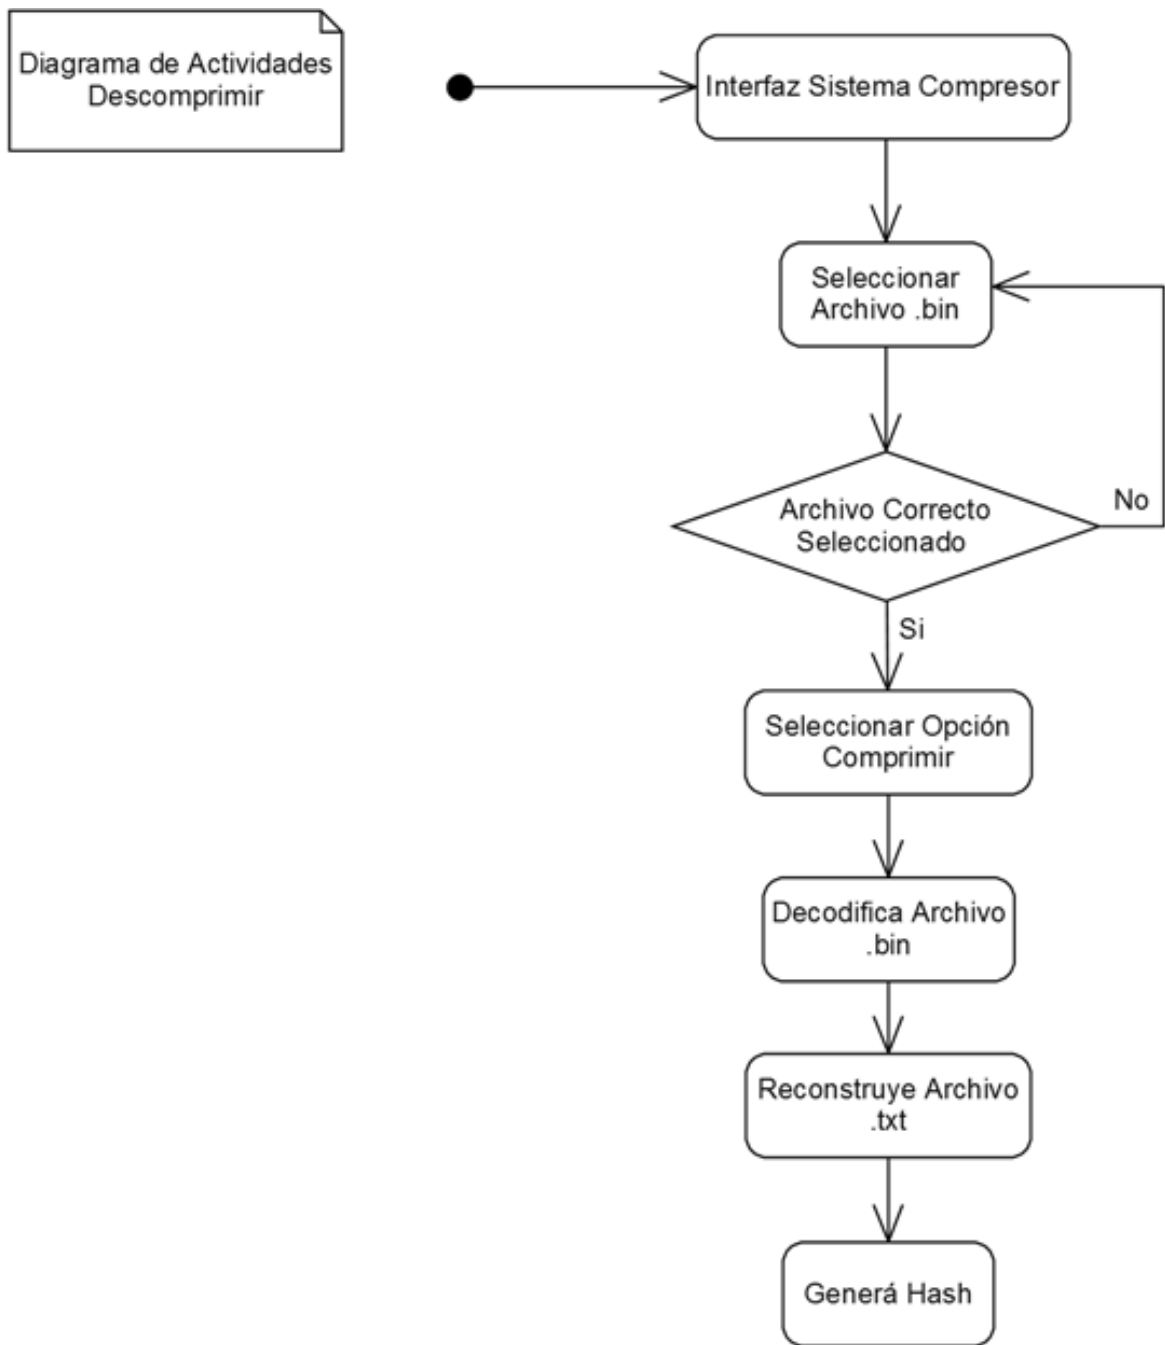 Diagrama de Actividades
Descomprimir
Interfaz Sistema Compresor
Seleccionar
Archivo .bin
Archivo Correcto
Seleccionado
No
Si
Seleccionar Opción
Comprimir
Decodifica Archivo
.bin
Reconstruye Archivo
.txt
Generá Hash